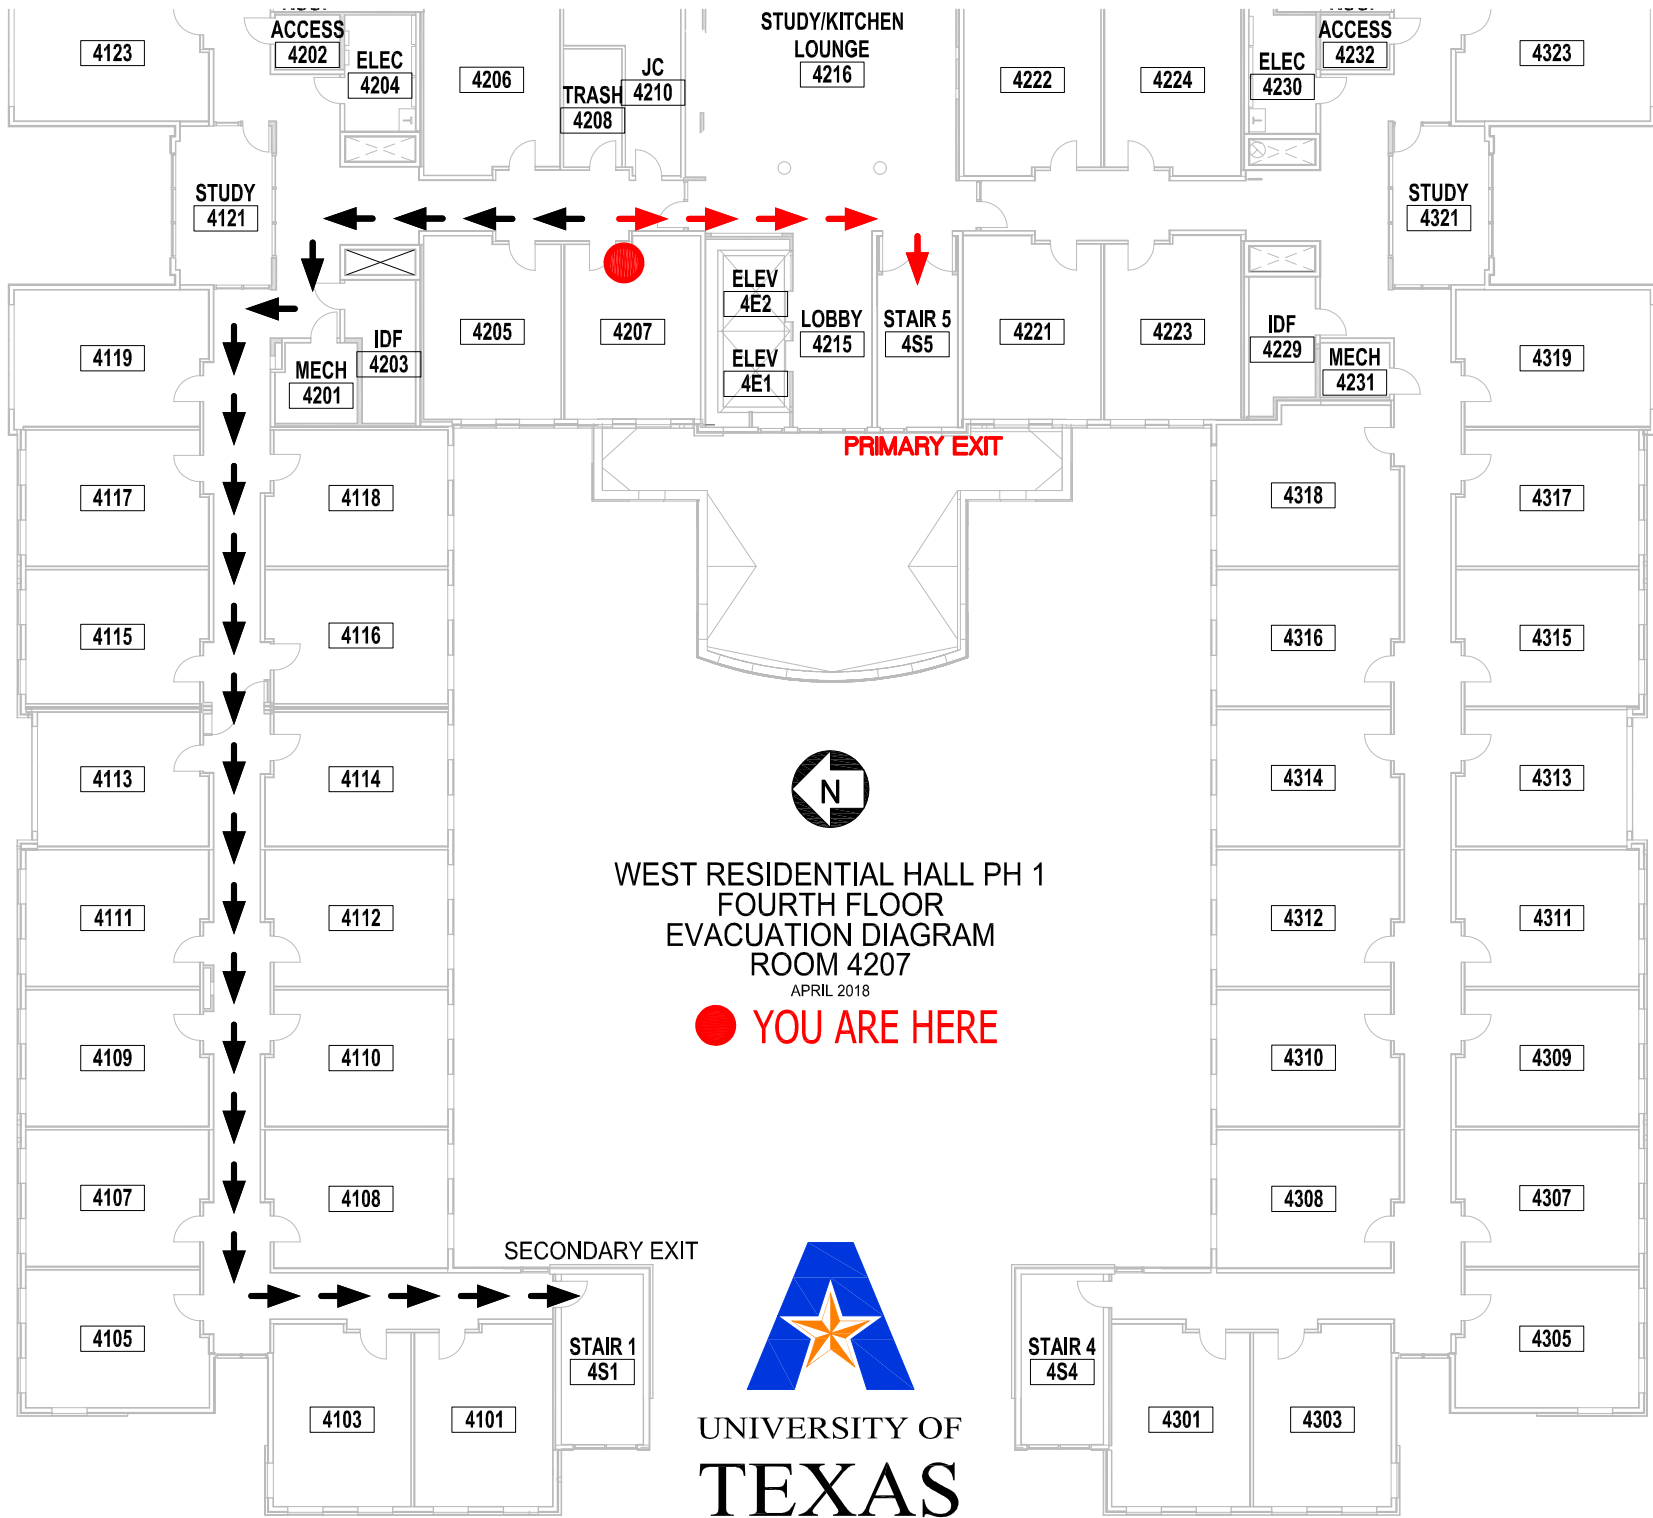 STUDY/KITCHEN
LOUNGE
4216
ACCESS
4202
ELEC
4204
4123
4206
JC
4210
TRASH
4208
4222
4224
ELEC
4230
ACCESS
4232
4323
STUDY
4121
STUDY
4321
4119
MECH
4201
IDF
4203
4205
4207
ELEV
4E2
ELEV
4E1
LOBBY
4215
STAIR 5
4S5
4221
4223
IDF
4229
MECH
4231
4319
PRIMARY EXIT
4117
4118
4318
4317
4115
4116
4316
4315
4113
4114
4314
4313
N
WEST RESIDENTIAL HALL PH 1
FOURTH FLOOR
EVACUATION DIAGRAM
ROOM 4207
APRIL 2018
YOU ARE HERE
4111
4112
4312
4311
4109
4110
4310
4309
4107
4108
4308
4307
SECONDARY EXIT
4105
STAIR 1
4S1
STAIR 4
4S4
4305
4103
4101
4301
4303
UNIVERSITY OF
TEXAS